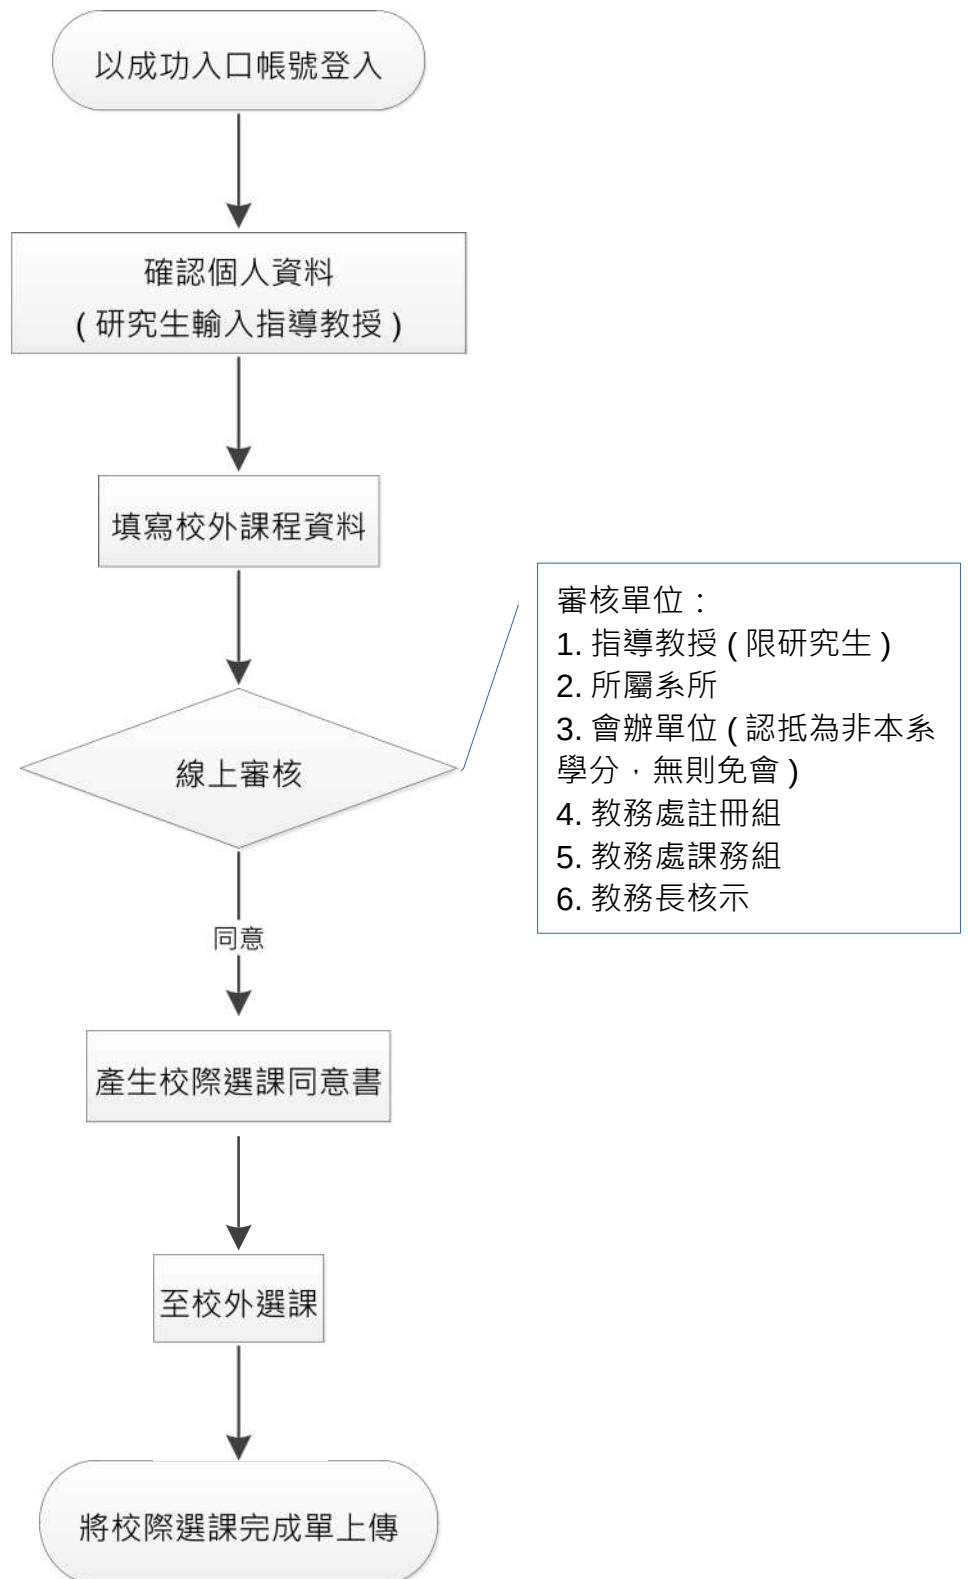 以成功入口帳號登入
確認個人資料
( 研究生輸入指導教授 )
填寫校外課程資料
審核單位：
1. 指導教授 ( 限研究生 )
2. 所屬系所
3. 會辦單位 ( 認抵為非本系
學分，無則免會 )
4. 教務處註冊組
5. 教務處課務組
6. 教務長核示
線上審核
同意
產生校際選課同意書
至校外選課
將校際選課完成單上傳